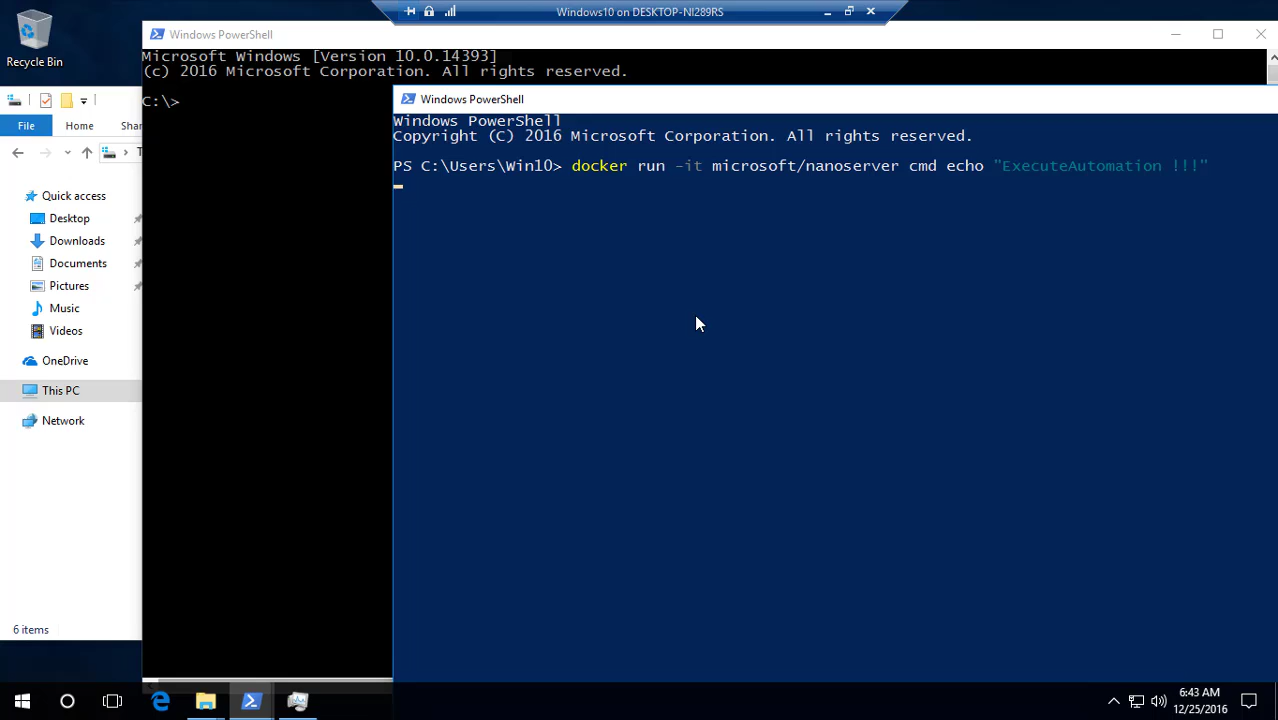 Windows10 on DESKTOP-NI289RS
Recycle Bin
Windows PowerShell
Microsoft Windows [Version 10.0.14393]
(c) 2016 Microsoft Corporation. All rights reserved.
C:\>
File
Home
Shar
T
Quick access
Desktop
Downloads
Documents
Pictures
Music
Videos
OneDrive
This PC
Network
6 items
Windows PowerShell
Windows PowerShell
Copyright (C) 2016 Microsoft Corporation. All rights reserved.
PS C:\Users\Win10> docker run -it microsoft/nanoserver cmd echo "ExecuteAutomation !!!"
6:43 AM
12/25/2016